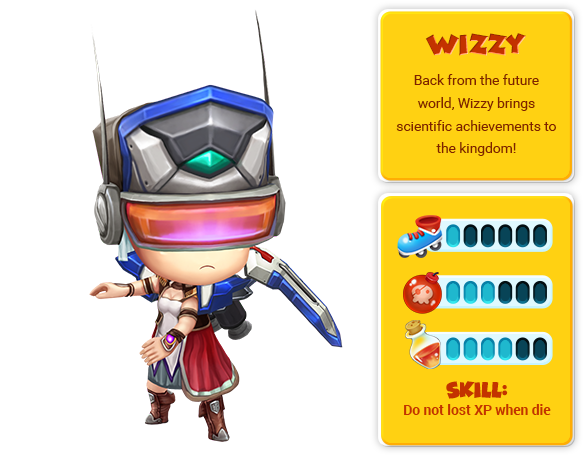 WIZZY
Back from the future
world, Wizzy brings
scientific achievements to
the kingdom!
SKILL:
Do not lost XP when die